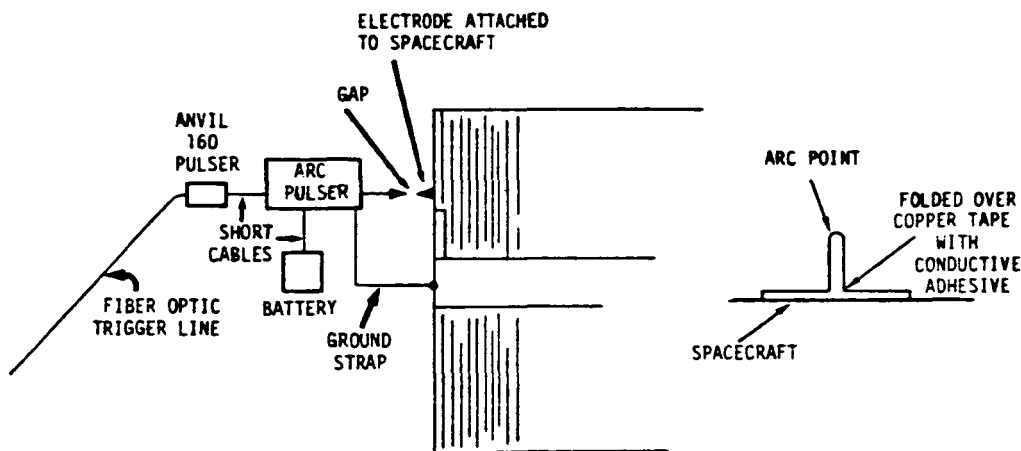 ELECTRODE ATTACHED
TO SPACECRAFT
GAP
ANVIL
160
PULSER
ARC
PULSER
SHORT
CABLES
BATTERY
FIBER OPTIC
TRIGGER LINE
GROUND
STRAP
ARC POINT
FOLDED OVER
COPPER TAPE
WITH
CONDUCTIVE
ADHESIVE
SPACECRAFT